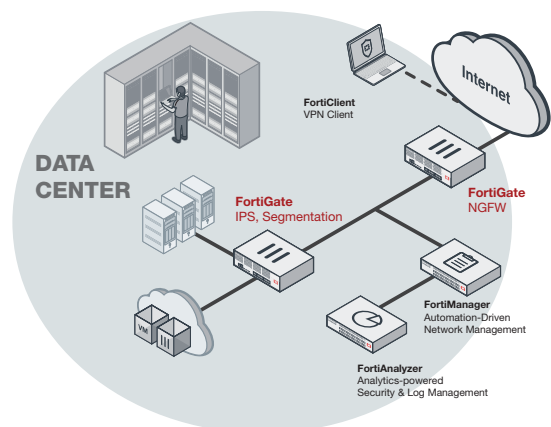 Internet
FortiClient
VPN Client
DATA
CENTER
FortiGate
NGFW
FortiGate
IPS, Segmentation
FortiManager
Automation-Driven
Network Management
VM
FortiAnalyzer
Analytics-powered
Security & Log Management